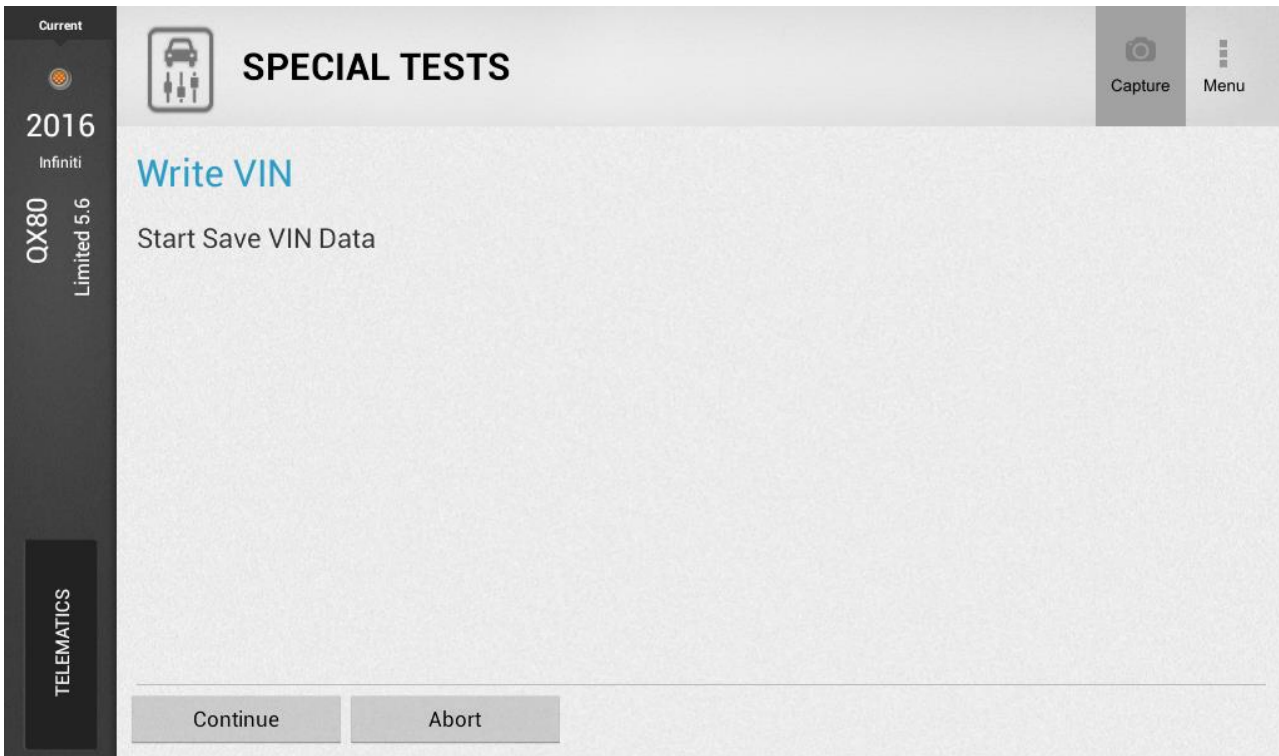 Current
2016
Infiniti
QX80
Limited 5.6
TELEMATICS
SPECIAL TESTS
Capture
Menu
Write VIN
Start Save VIN Data
Continue
Abort